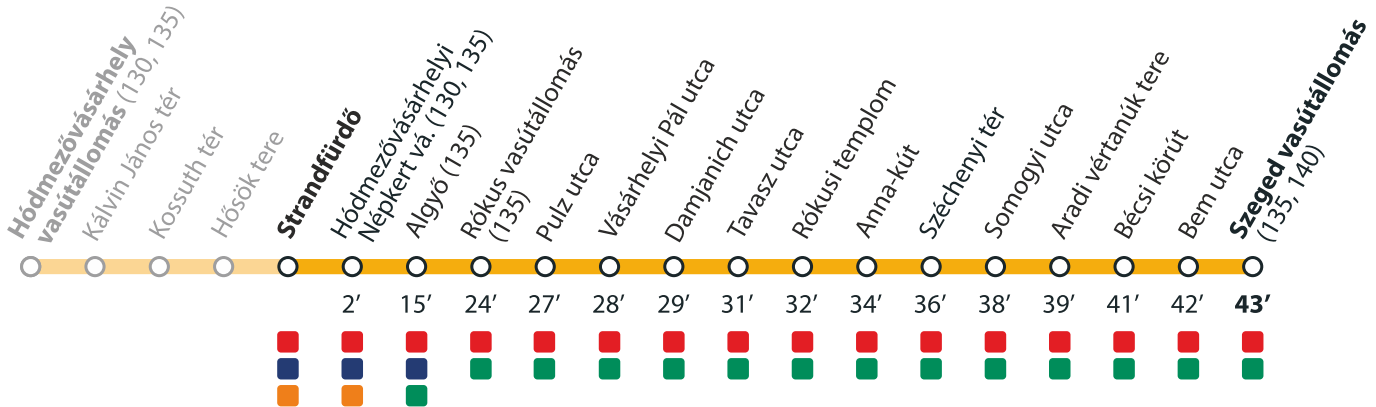 Hódmezővásárhely
vasútállomás (130, 135)
Kálvin János tér
Kossuth tér
Hősök tere
Strandfürdő
Hódmezővásárhelyi
Népkert vá. (130, 135)
Algyő (135)
Rókus vasútállomás
(135)
Pulz utca
Vásárhelyi Pál utca
Damjanich utca
Tavasz utca
Rókusi templom
Anna-kút
Széchenyi tér
Somogyi utca
Aradi vértanúk tere
Bécsi körút
Bem utca
Szeged vasútállomás
(135, 140)
2’ 15’ 24’ 27’ 28’ 29’ 31’ 32’ 34’ 36’ 38’ 39’ 41’ 42’ 43’